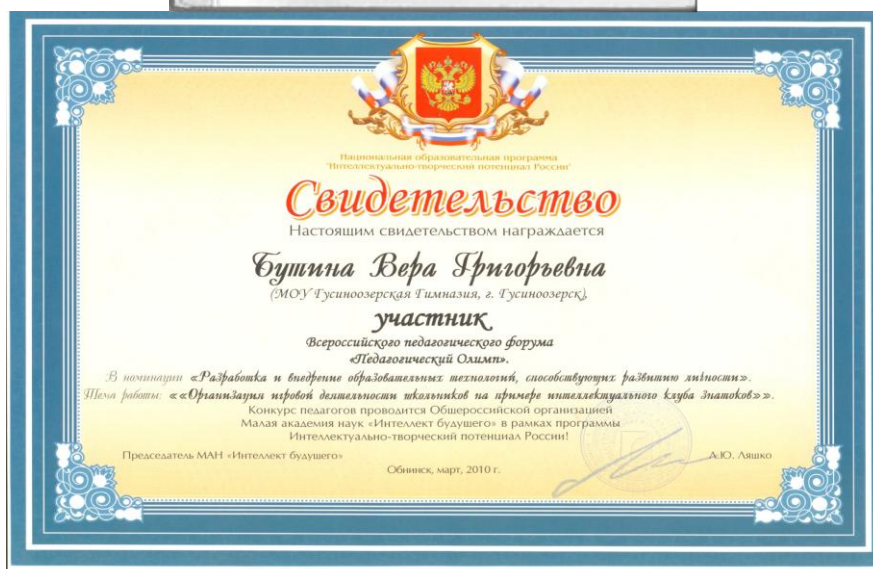 Национальная образовательная программа
"Интеллектуально-творческий потенциал России"
Свидетельство
Настоящим свидетельством награждается
Бутина Вера Григорьевна
(МОУ Гусиноозерская Гимназия, г. Гусиноозерск),
участник
Всероссийского педагогического форума
«Педагогический Олимп».
В номинации «Разработка и внедрение образовательных технологий, способствующих развитию личности».
Тема работы: ««Организация игровой деятельности школьников на примере интеллектуального клуба Знатоков»».
Конкурс педагогов проводится Общероссийской организацией
Малая академия наук «Интеллект будущего» в рамках программы
Интеллектуально-творческий потенциал России!
Председатель МАН «Интеллект будущего» А.Ю. Ляшко
Обнинск, март, 2010 г.